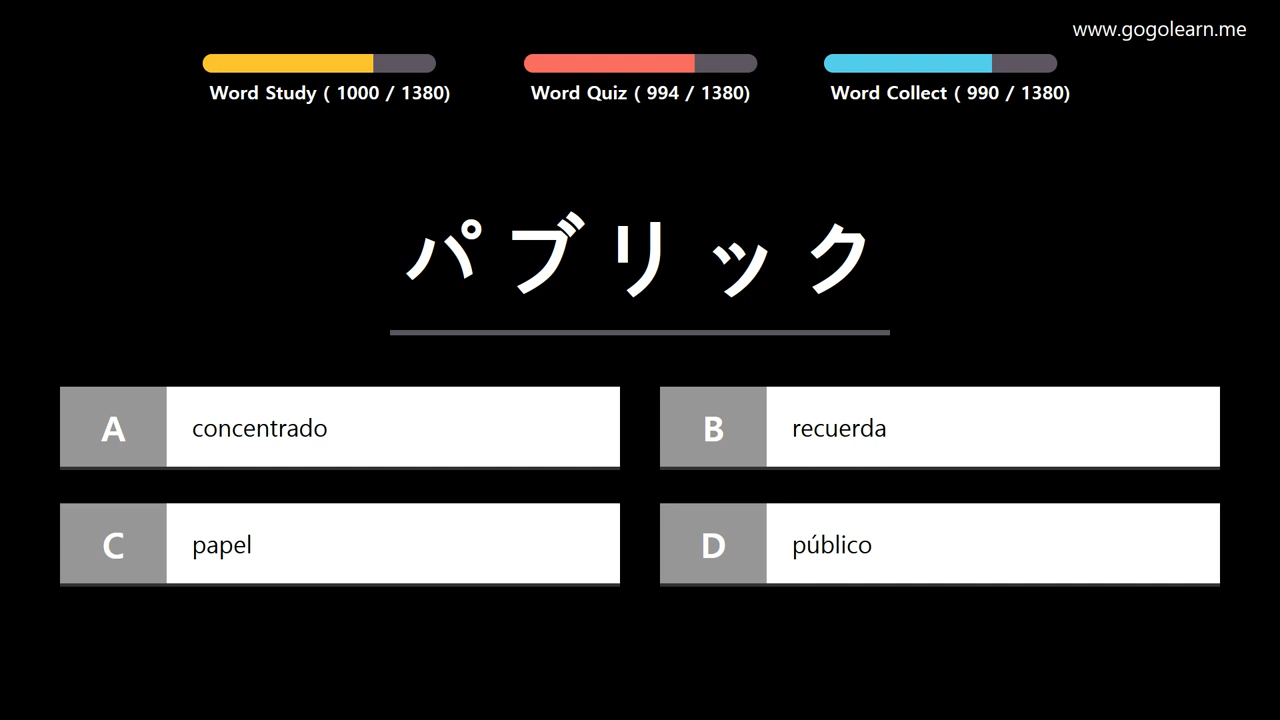 www.gogolearn.me
Word Study ( 1000 / 1380)
Word Quiz ( 994 / 1380)
Word Collect ( 990 / 1380)
パブリック
A concentrado
B recuerda
C papel
D público